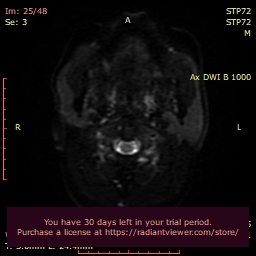 Im: 25/48
Se: 3
STP72
STP72
M
A
Ax DWI B 1000
R
L
You have 30 days left in your trial period.
Purchase a license at https://radiantviewer.com/store/